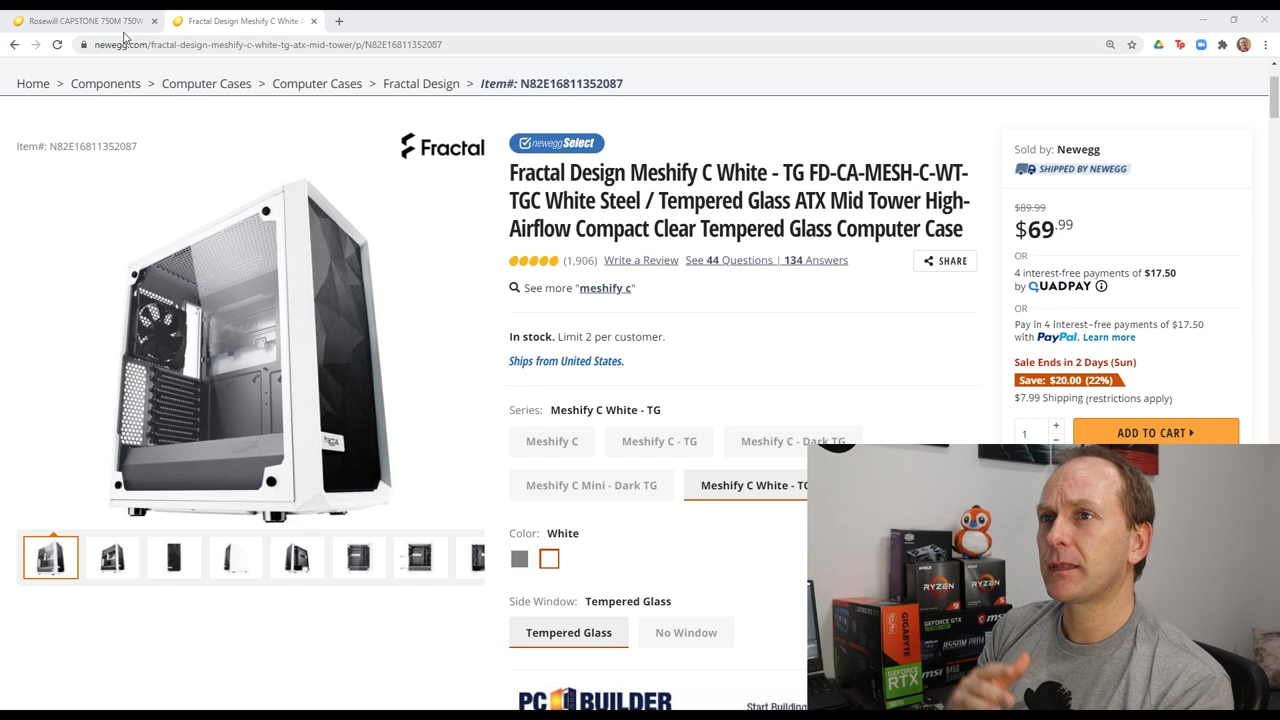 Rosewill CAPSTONE 750M 750W
Fractal Design Meshify C White
newegg.com/fractal-design-meshify-c-white-tg-atx-mid-tower/p/N82E16811352087
Home > Components > Computer Cases > Computer Cases > Fractal Design > Item#: N82E16811352087
Item#: N82E16811352087
Fractal
newegg Select
Fractal Design Meshify C White - TG FD-CA-MESH-C-WT-
TGC White Steel / Tempered Glass ATX Mid Tower High-
Airflow Compact Clear Tempered Glass Computer Case
(1,906) Write a Review See 44 Questions | 134 Answers
SHARE
See more "meshify c"
In stock. Limit 2 per customer.
Ships from United States.
Series: Meshify C White - TG
Meshify C Meshify C - TG Meshify C - Dark TG
Meshify C Mini - Dark TG Meshify C White - TG
Color: White
Side Window: Tempered Glass
Tempered Glass No Window
PC BUILDER
Start Building
Sold by: Newegg
SHIPPED BY NEWEGG
$89.99
$69.99
OR
4 interest-free payments of $17.50
by QUADPAY
OR
Pay in 4 interest-free payments of $17.50
with PayPal. Learn more
Sale Ends in 2 Days (Sun)
Save: $20.00 (22%)
$7.99 Shipping (restrictions apply)
1
+
−
ADD TO CART
RYZEN
RYZEN
GIGABYTE
GEFORCE GTX
msi
B550M PRO
B450
GEFORCE
RTX
msi